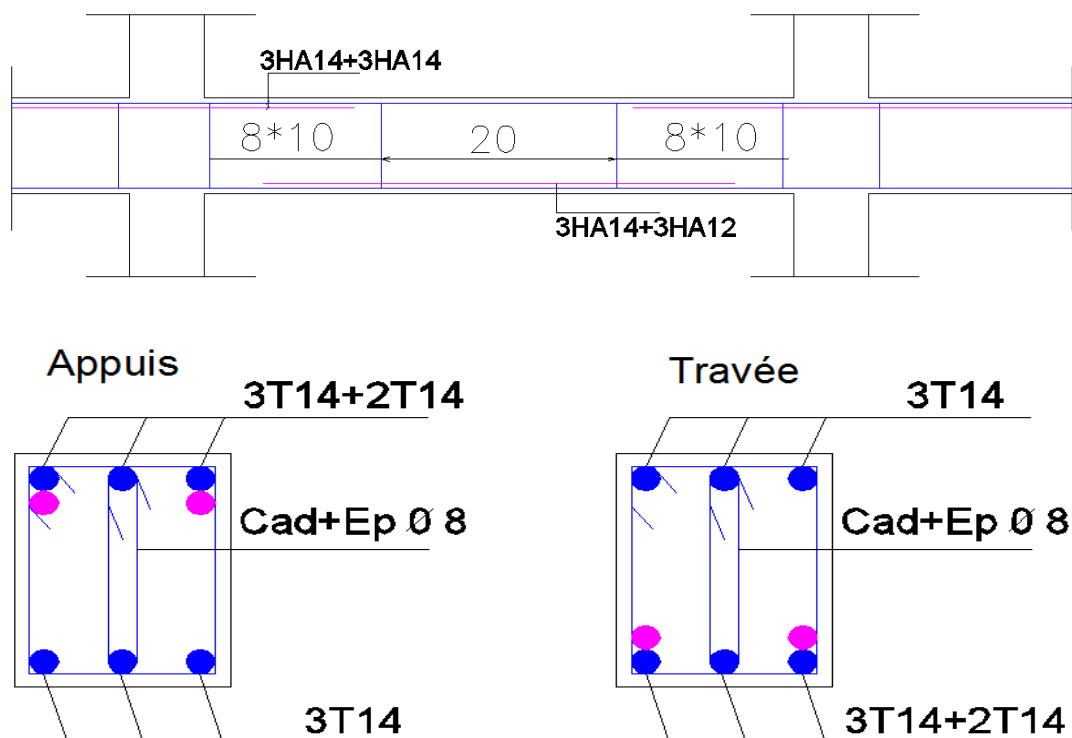 3HA14+3HA14
8*10
20
8*10
3HA14+3HA12
Appuis
3T14+2T14
Cad+Ep Ø 8
3T14
Travée
3T14
Cad+Ep Ø 8
3T14+2T14